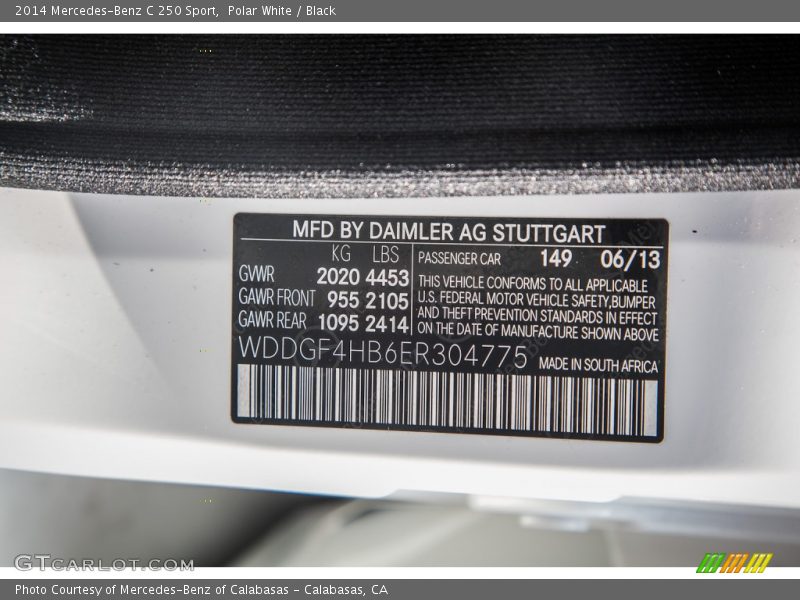 2014 Mercedes-Benz C 250 Sport,  Polar White / Black
MFD BY DAIMLER AG STUTTGART
KG LBS PASSENGER CAR 149 06/13
GVWR 2020 4453
GAWR FRONT 955 2105
GAWR REAR 1095 2414
THIS VEHICLE CONFORMS TO ALL APPLICABLE
U.S. FEDERAL MOTOR VEHICLE SAFETY,BUMPER
AND THEFT PREVENTION STANDARDS IN EFFECT
ON THE DATE OF MANUFACTURE SHOWN ABOVE
WDDGF4HB6ER304775 MADE IN SOUTH AFRICA
GTCARLOT.COM
Photo Courtesy of Mercedes-Benz of Calabasas - Calabasas, CA